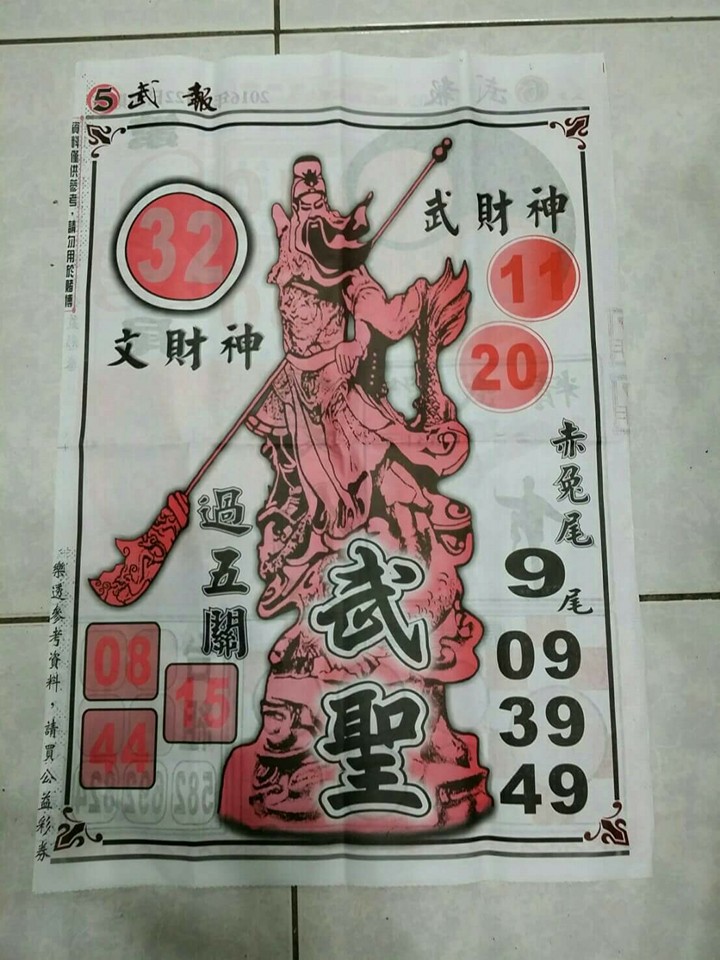 5 武報
資料僅供參考，請勿用於賭博
32
文財神
武財神
11
20
赤兔尾
9尾
09
39
49
過五關
08
15
44
武聖
樂透參考資料，請買公益彩券